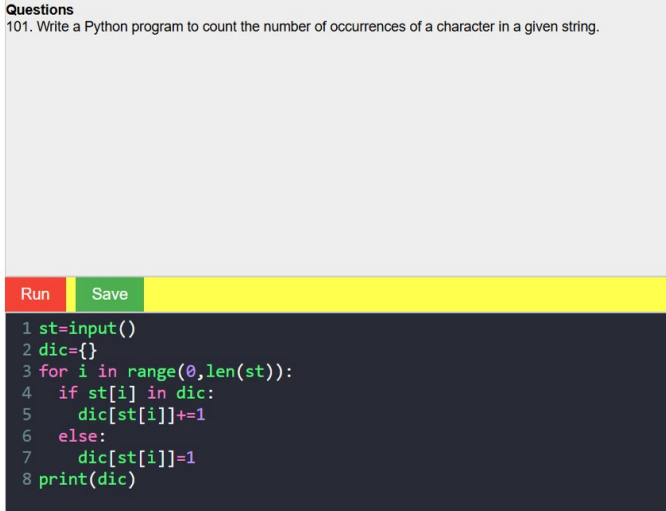 Questions
101. Write a Python program to count the number of occurrences of a character in a given string.
Run Save
1 st=input()
2 dic={}
3 for i in range(0,len(st)):
4   if st[i] in dic:
5     dic[st[i]]+=1
6   else:
7     dic[st[i]]=1
8 print(dic)